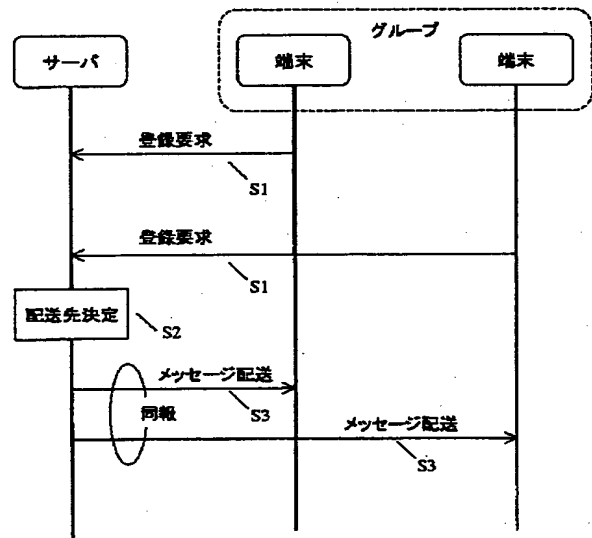 グループ
サーバ
端末
端末
登録要求
S1
登録要求
S1
配送先決定
S2
メッセージ配送
S3
同報
メッセージ配送
S3